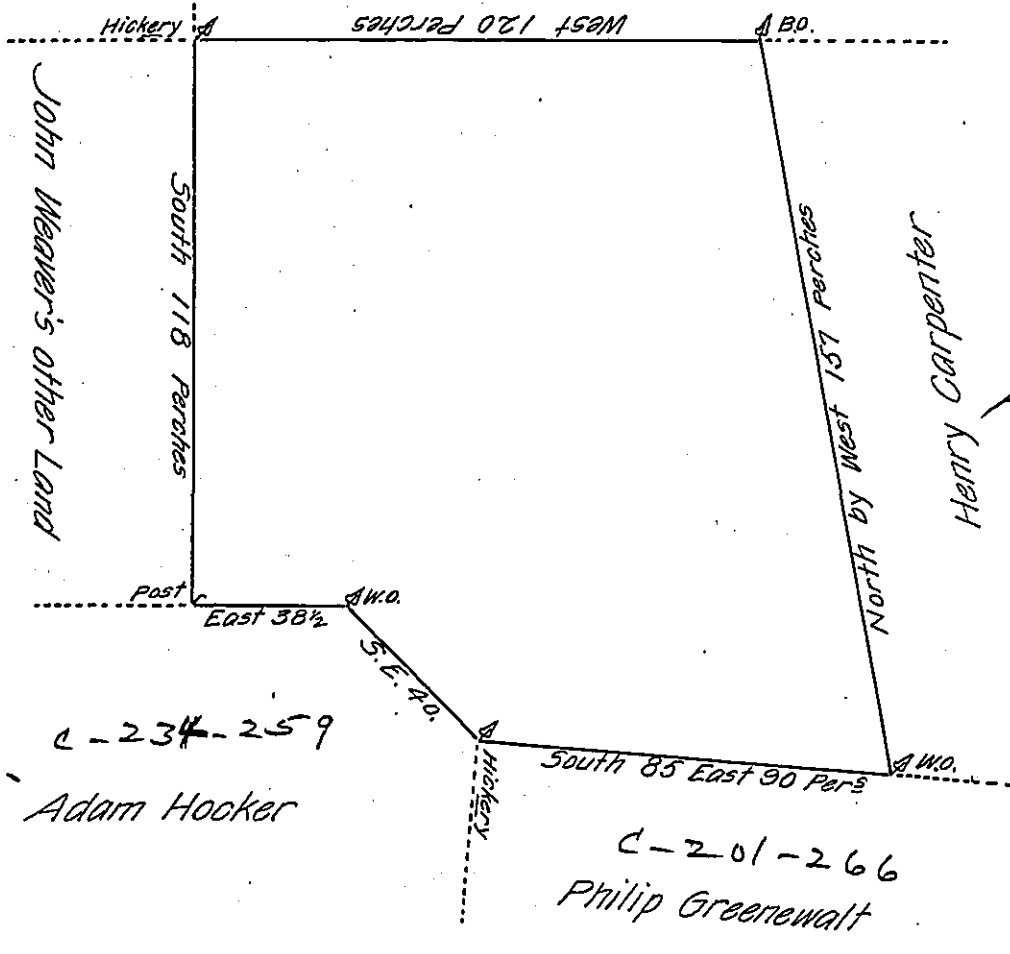 Hickery
West 120 Perches
B.O.
John Weaver's other Land
South 118 Perches
North by West 157 Perches
Henry Carpenter
Post
East 38½
W.O.
S.E. 40.
Hickery
South 85 East 90 Pers
W.O.
C-234-259
Adam Hocker
C-201-266
Philip Greenewalt